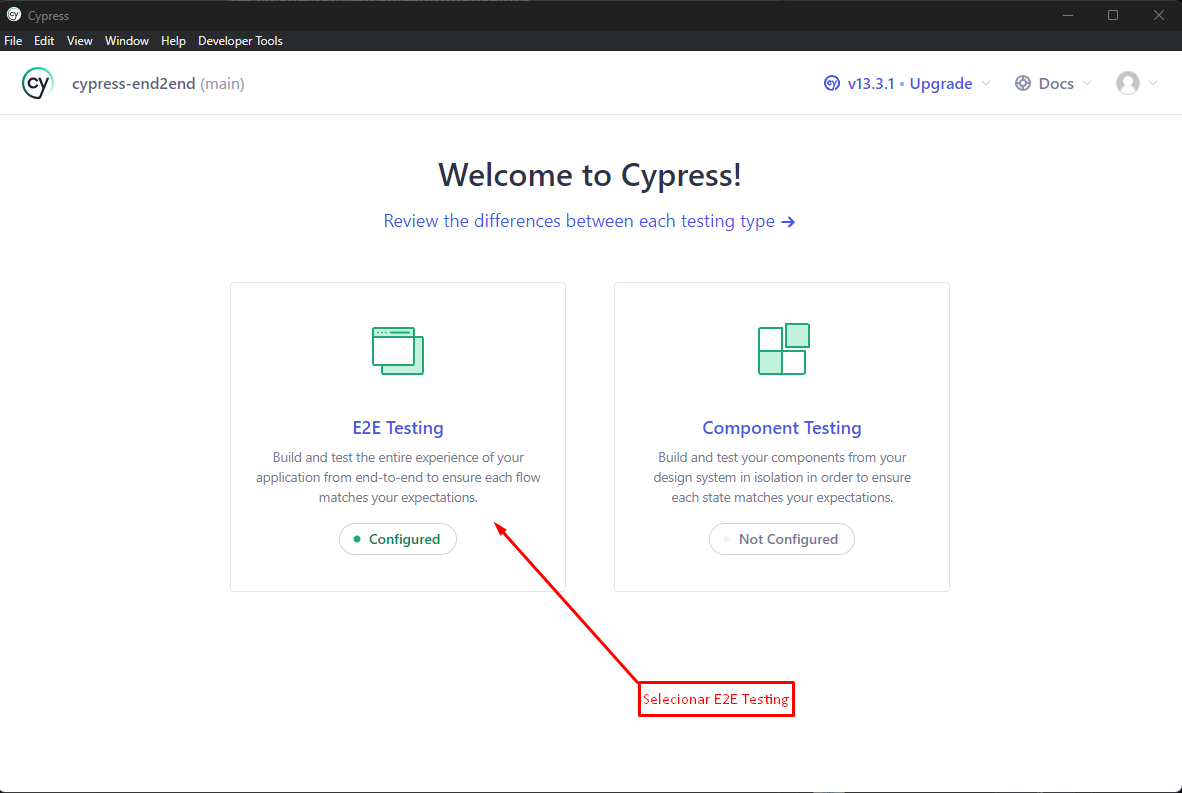 cy Cypress
File Edit View Window Help Developer Tools
cy cypress-end2end (main) v13.3.1 • Upgrade Docs
Welcome to Cypress!
Review the differences between each testing type →
E2E Testing
Build and test the entire experience of your
application from end-to-end to ensure each flow
matches your expectations.
Configured
Component Testing
Build and test your components from your
design system in isolation in order to ensure
each state matches your expectations.
Not Configured
Selecionar E2E Testing